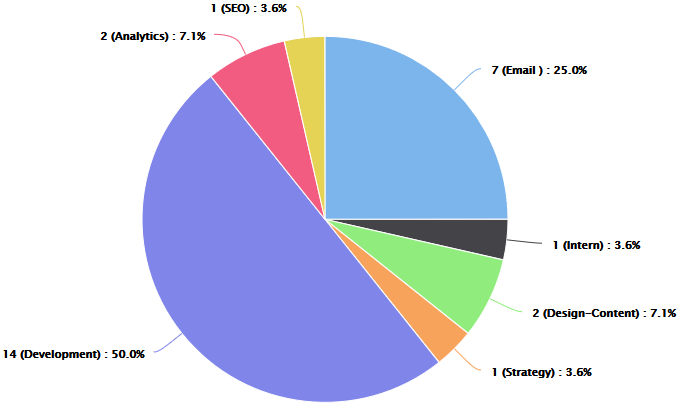 1 (SEO) : 3.6%
2 (Analytics) : 7.1%
7 (Email ) : 25.0%
1 (Intern) : 3.6%
2 (Design-Content) : 7.1%
14 (Development) : 50.0%
1 (Strategy) : 3.6%